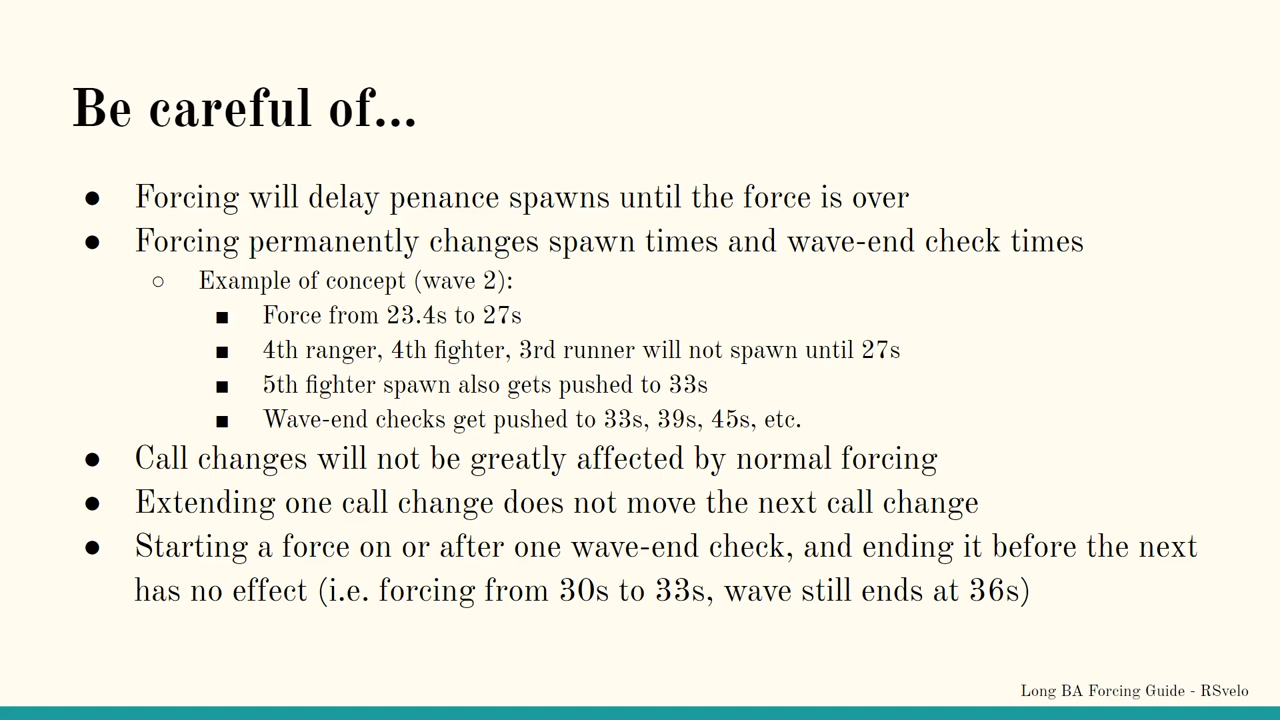 Be careful of...
● Forcing will delay penance spawns until the force is over
● Forcing permanently changes spawn times and wave-end check times
○ Example of concept (wave 2):
■ Force from 23.4s to 27s
■ 4th ranger, 4th fighter, 3rd runner will not spawn until 27s
■ 5th fighter spawn also gets pushed to 33s
■ Wave-end checks get pushed to 33s, 39s, 45s, etc.
● Call changes will not be greatly affected by normal forcing
● Extending one call change does not move the next call change
● Starting a force on or after one wave-end check, and ending it before the next
has no effect (i.e. forcing from 30s to 33s, wave still ends at 36s)
Long BA Forcing Guide - RSvelo